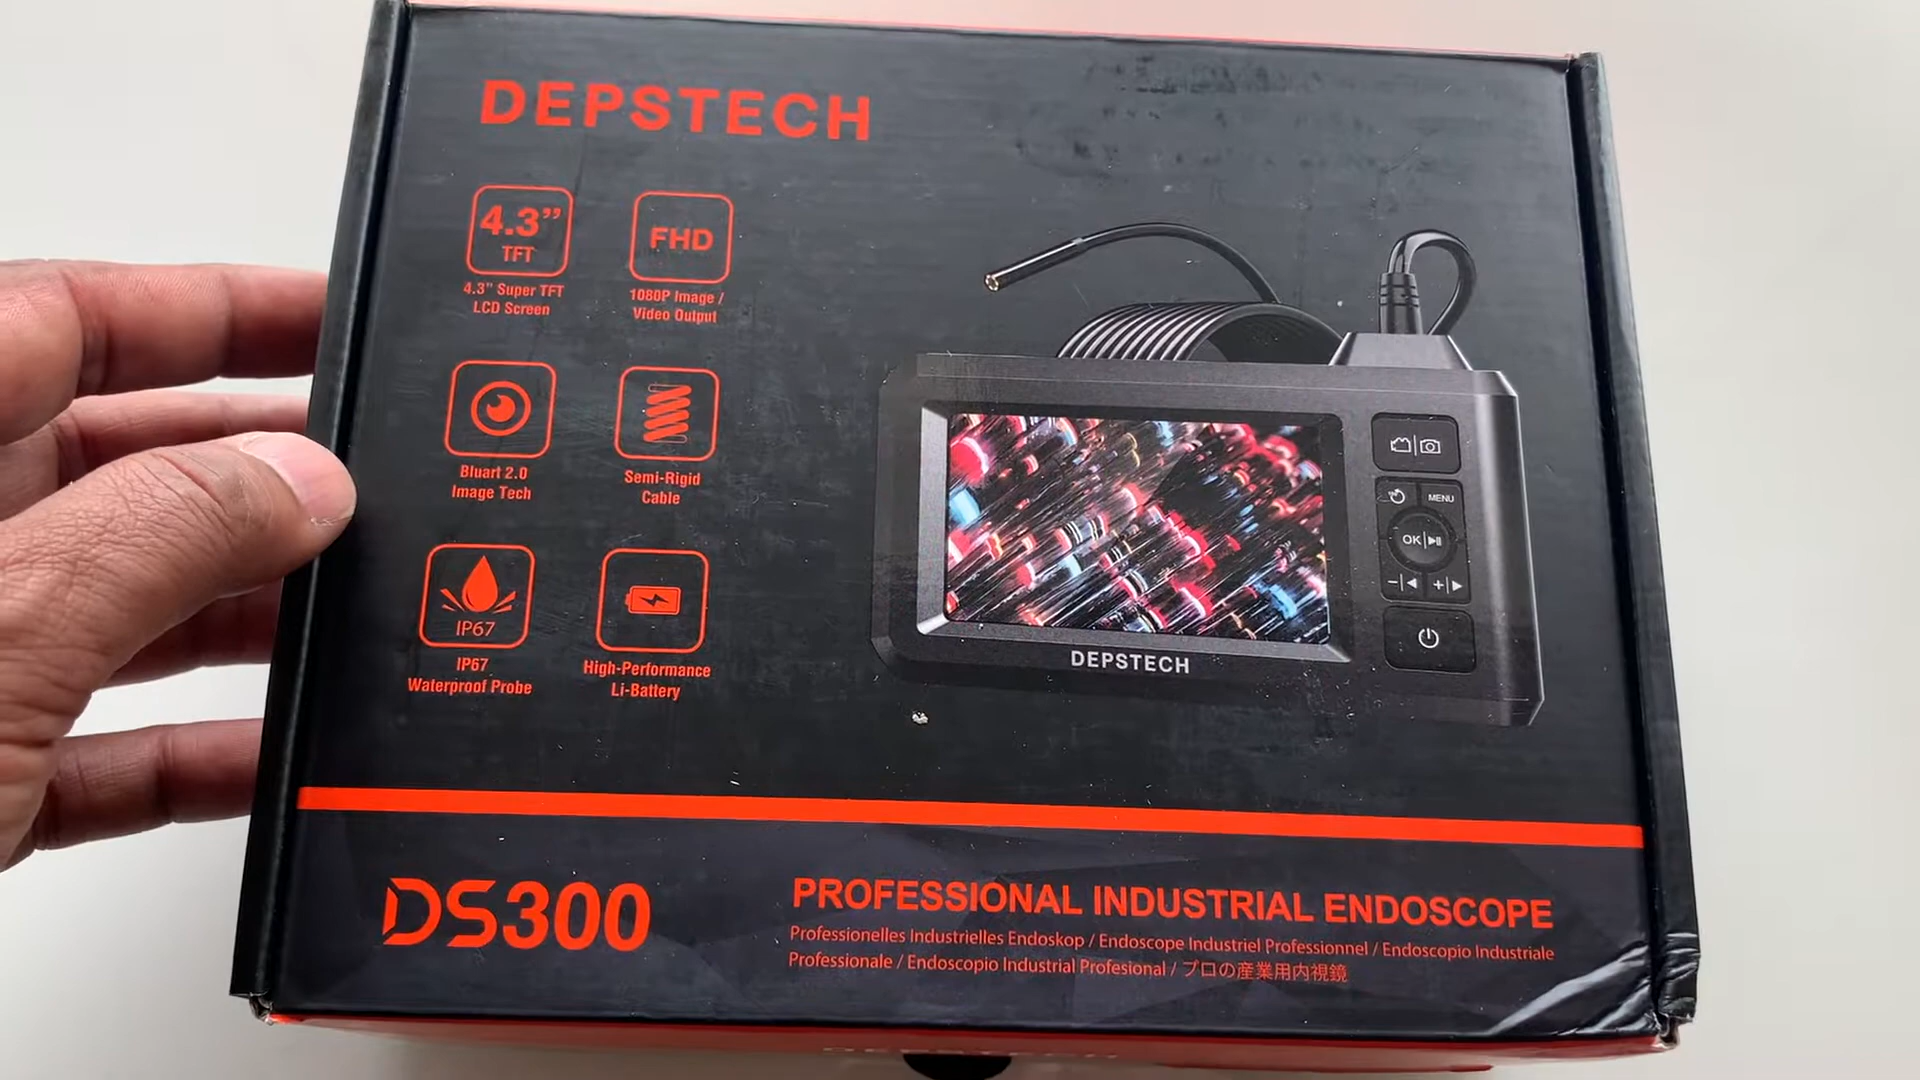 DEPSTECH
4.3”
TFT
4.3” Super TFT
LCD Screen
FHD
1080P Image /
Video Output
Bluart 2.0
Image Tech
Semi-Rigid
Cable
IP67
IP67
Waterproof Probe
High-Performance
Li-Battery
MENU
OK
DEPSTECH
DS300
PROFESSIONAL INDUSTRIAL ENDOSCOPE
Professionelles Industrielles Endoskop / Endoscope Industriel Professionnel / Endoscopio Industriale
Professionale / Endoscopio Industrial Profesional / プロの産業用内視鏡